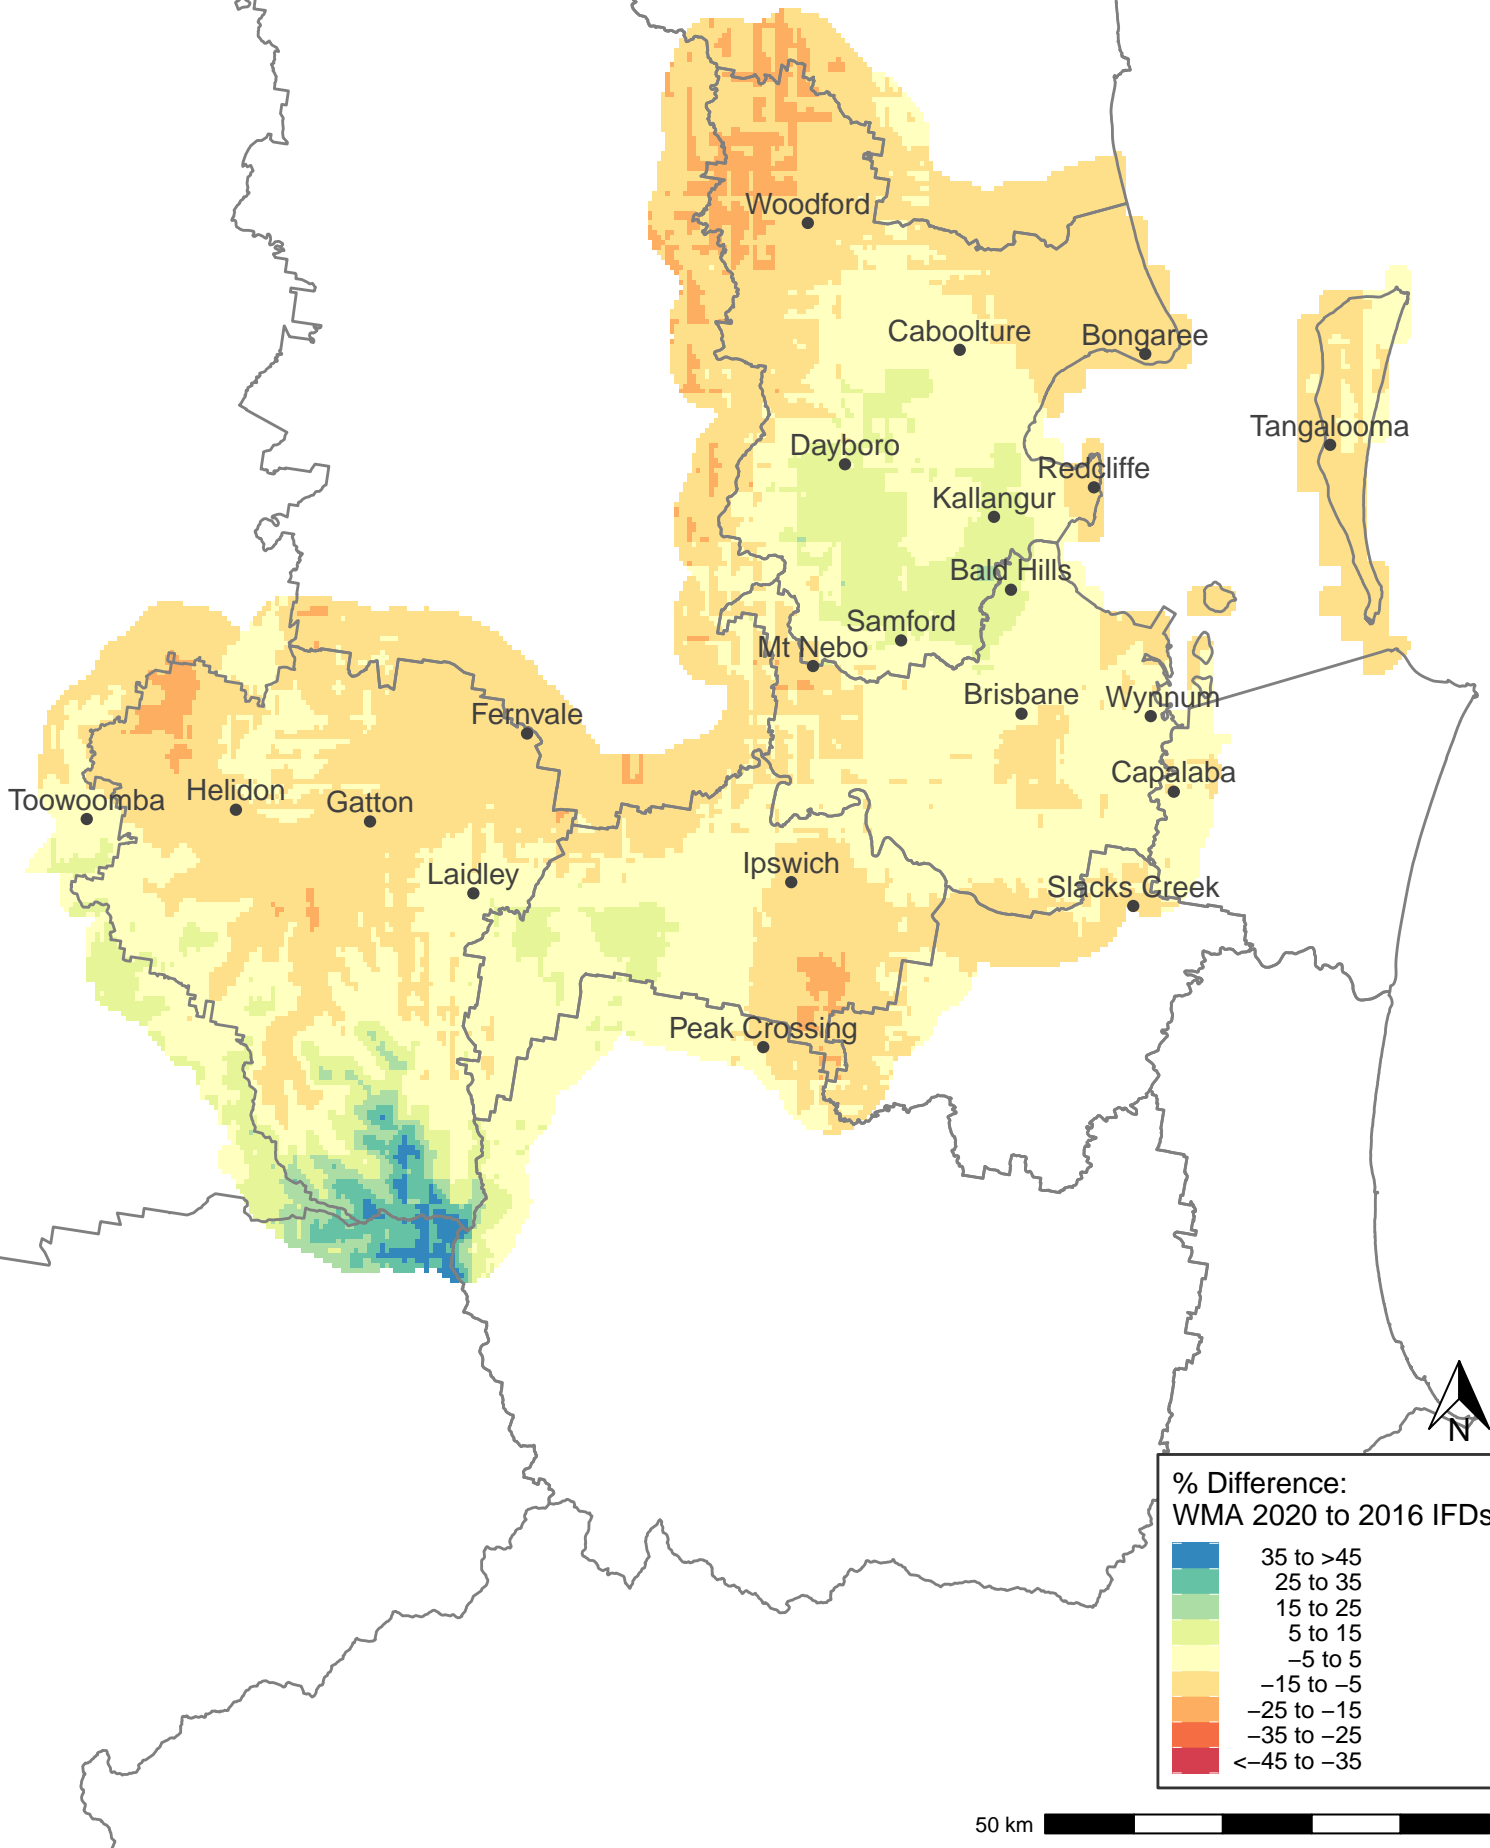 Woodford
Caboolture
Bongaree
Tangalooma
Dayboro
Redcliffe
Kallangur
Bald Hills
Samford
Mt Nebo
Brisbane
Wynnum
Fernvale
Capalaba
Toowoomba
Helidon
Gatton
Ipswich
Laidley
Slacks Creek
Peak Crossing
N
% Difference:
WMA 2020 to 2016 IFDs
35 to >45
25 to 35
15 to 25
5 to 15
−5 to 5
−15 to −5
−25 to −15
−35 to −25
<−45 to −35
50 km